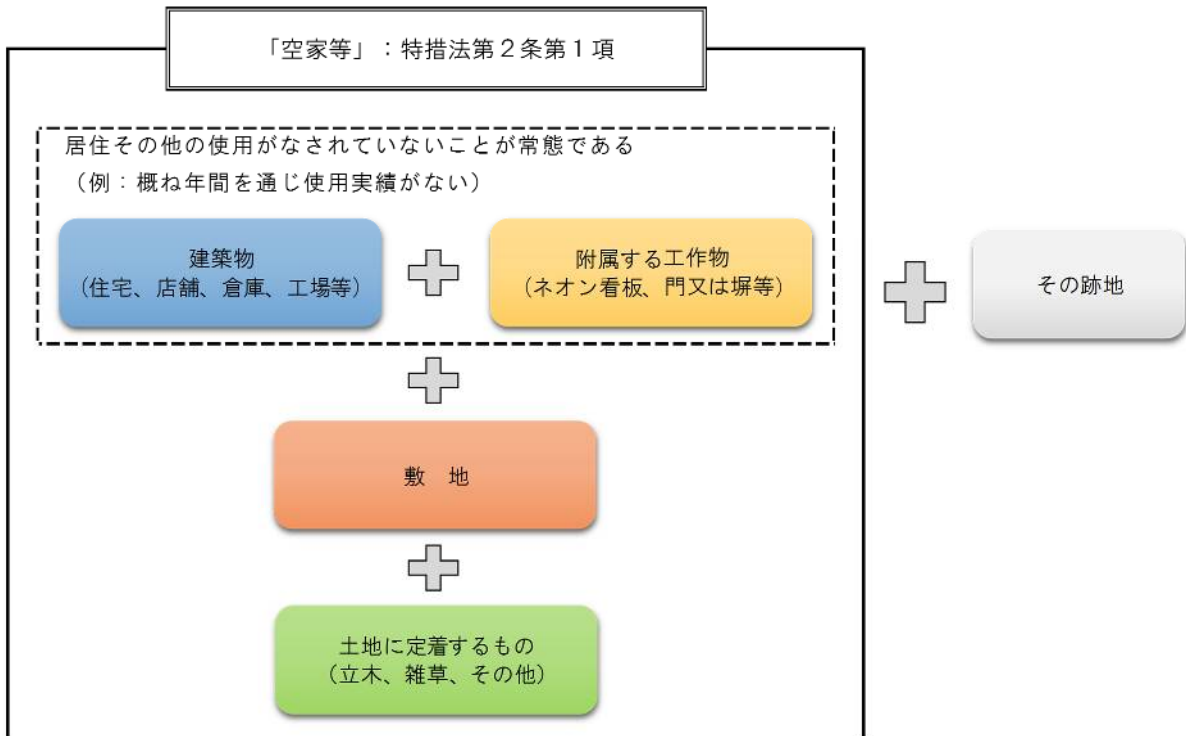 「空家等」：特措法第２条第１項
居住その他の使用がなされていないことが常態である
（例：概ね年間を通じ使用実績がない）
建築物
（住宅、店舗、倉庫、工場等）
附属する工作物
（ネオン看板、門又は塀等）
その跡地
敷　地
土地に定着するもの
（立木、雑草、その他）